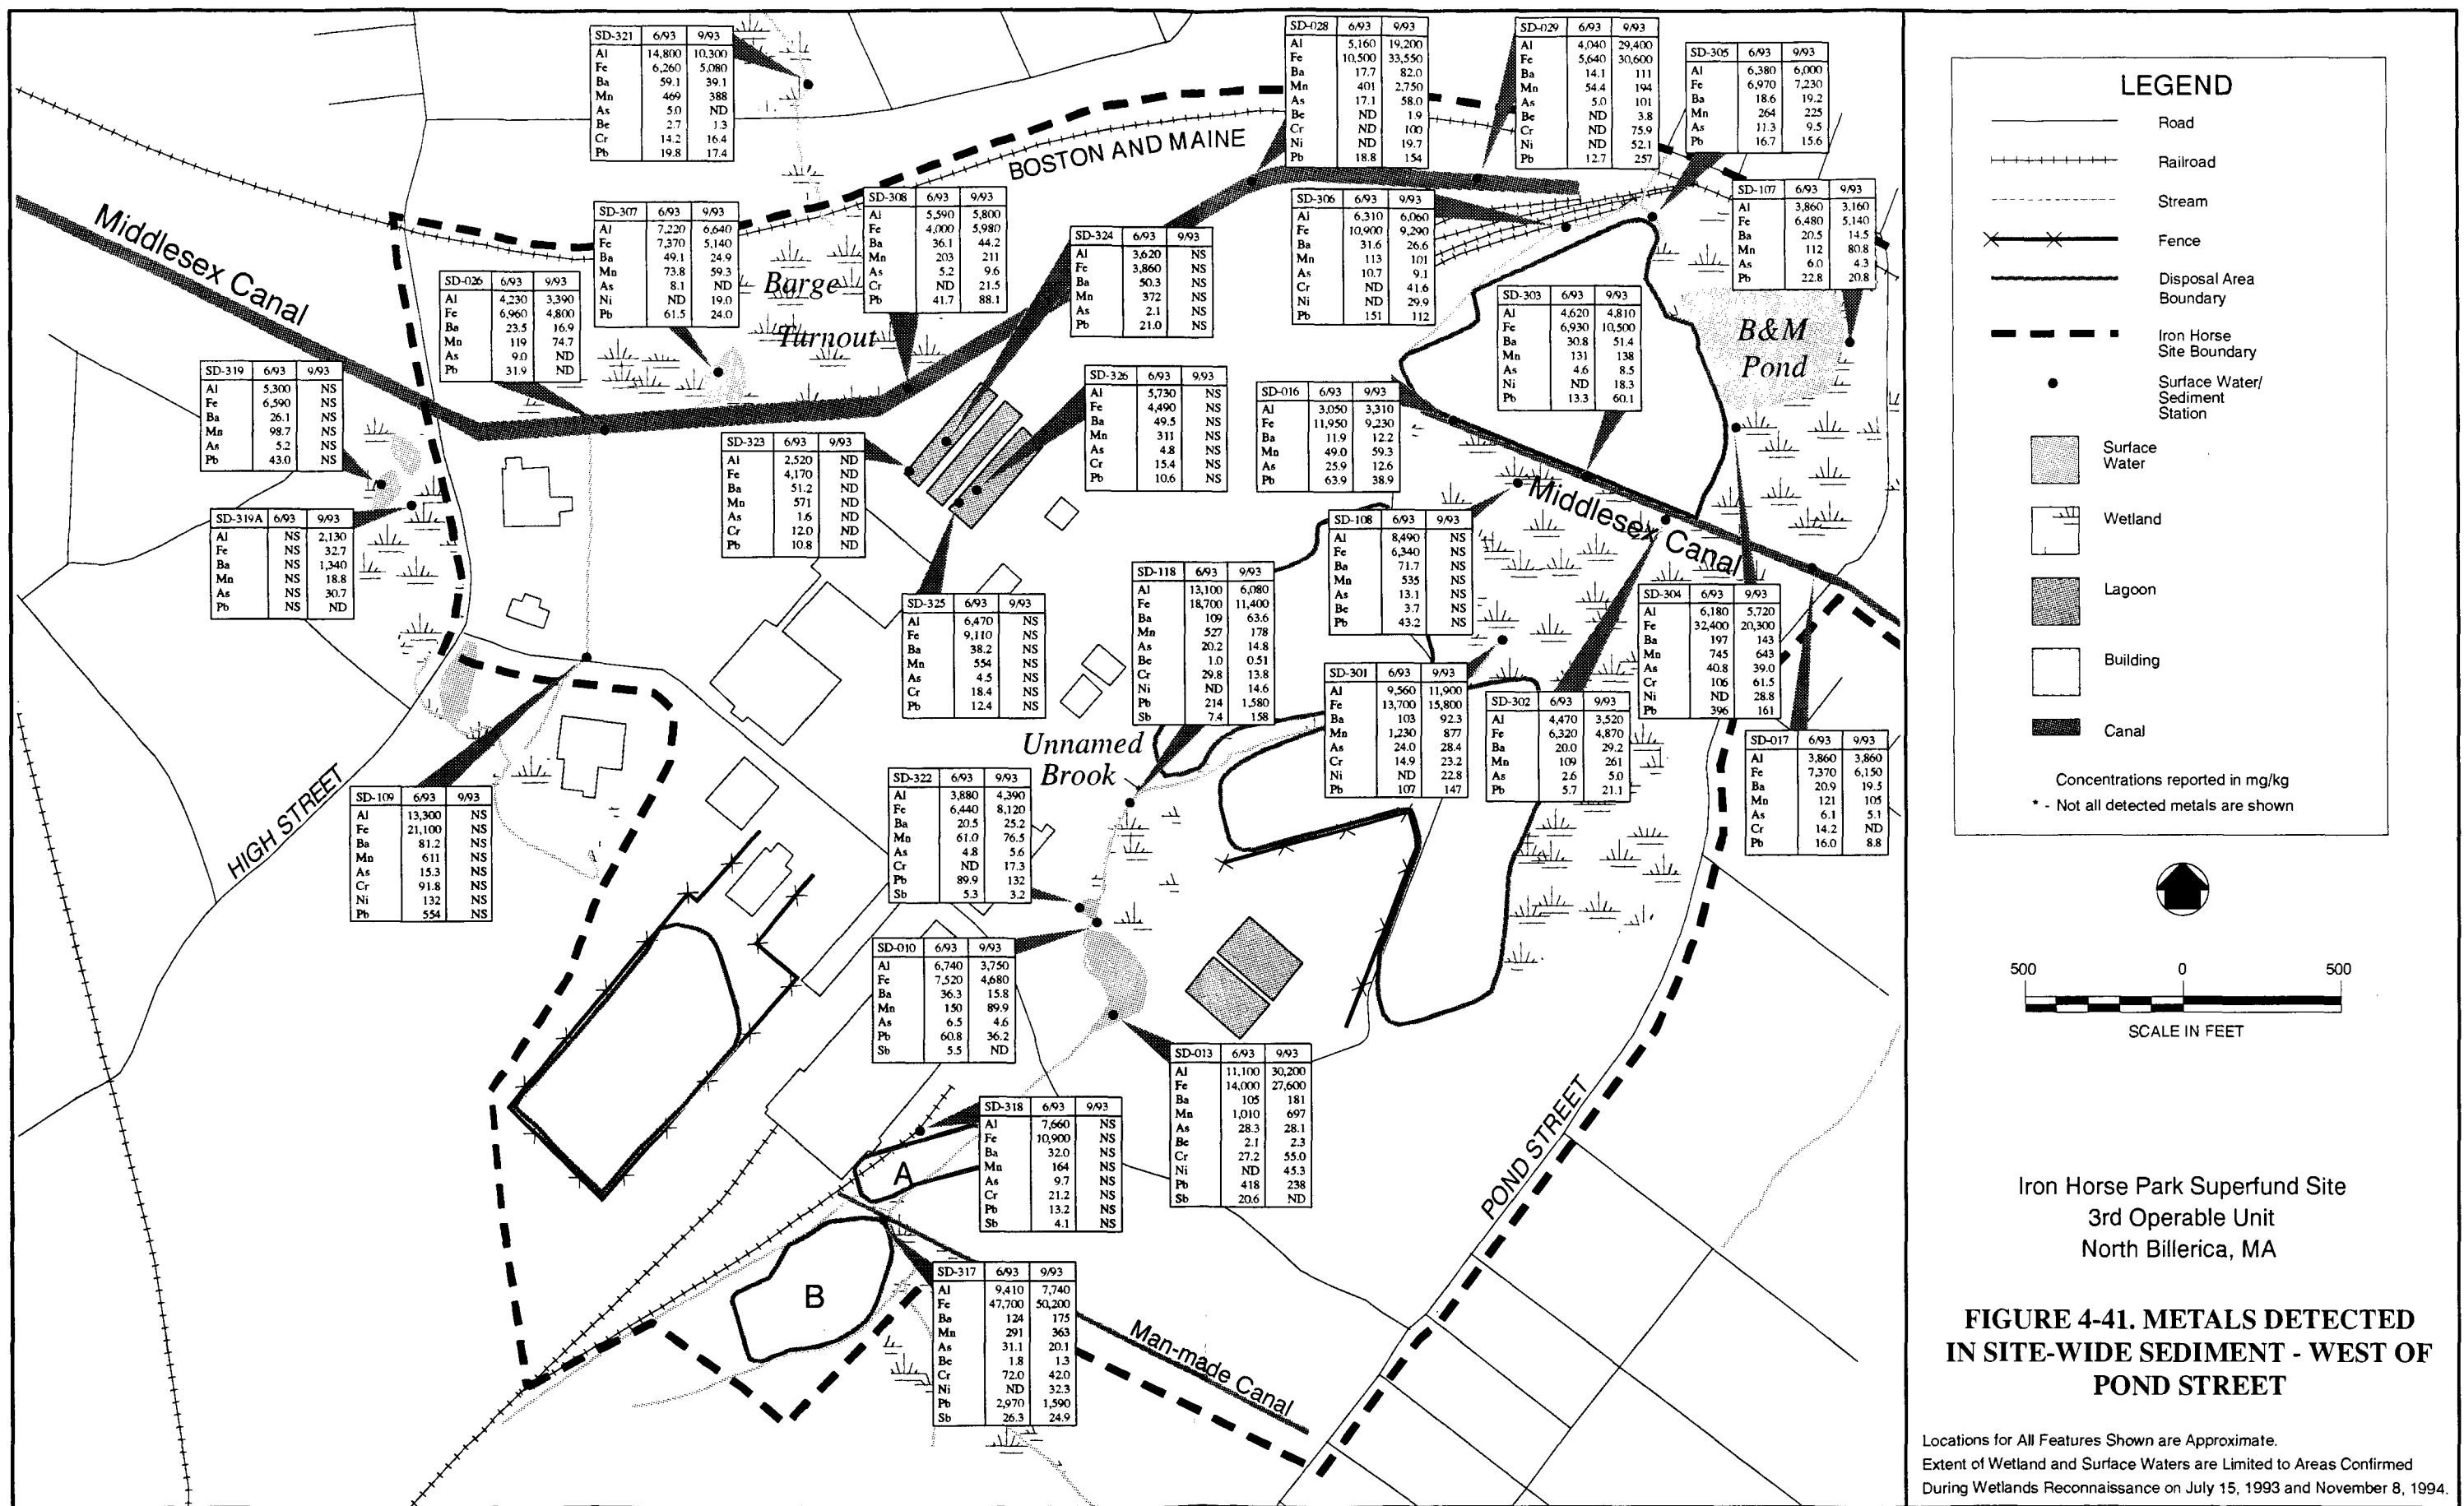 SD-321 6/93 9/93
Al 14,800 10,300
Fe 6,260 5,080
Ba 59.1 39.1
Mn 469 388
As 5.0 ND
Be 2.7 1.3
Cr 14.2 16.4
Pb 19.8 17.4
SD-028 6/93 9/93
Al 5,160 19,200
Fe 10,500 33,550
Ba 17.7 82.0
Mn 401 2,750
As 17.1 58.0
Be ND 1.9
Cr ND 100
Ni ND 19.7
Pb 18.8 154
SD-029 6/93 9/93
Al 4,040 29,400
Fe 5,640 30,600
Ba 14.1 111
Mn 54.4 194
As 5.0 101
Be ND 3.8
Cr ND 75.9
Ni ND 52.1
Pb 12.7 257
SD-305 6/93 9/93
Al 6,380 6,000
Fe 6,970 7,230
Ba 18.6 19.2
Mn 264 225
As 11.3 9.5
Pb 16.7 15.6
BOSTON AND MAINE
SD-307 6/93 9/93
Al 7,220 6,640
Fe 7,370 5,140
Ba 49.1 24.9
Mn 73.8 59.3
As 8.1 ND
Ni ND 19.0
Pb 61.5 24.0
SD-308 6/93 9/93
Al 5,590 5,800
Fe 4,000 5,980
Ba 36.1 44.2
Mn 203 211
As 5.2 9.6
Cr ND 21.5
Pb 41.7 88.1
SD-324 6/93 9/93
Al 3,620 NS
Fe 3,860 NS
Ba 50.3 NS
Mn 372 NS
As 2.1 NS
Pb 21.0 NS
SD-306 6/93 9/93
Al 6,310 6,060
Fe 10,900 9,290
Ba 31.6 26.6
Mn 113 101
As 10.7 9.1
Cr ND 41.6
Ni ND 29.9
Pb 151 112
SD-107 6/93 9/93
Al 3,860 3,160
Fe 6,480 5,140
Ba 20.5 14.5
Mn 112 80.8
As 6.0 4.3
Pb 22.8 20.8
Middlesex Canal
SD-026 6/93 9/93
Al 4,230 3,390
Fe 6,960 4,800
Ba 23.5 16.9
Mn 119 74.7
As 9.0 ND
Pb 31.9 ND
Barge
Turnout
SD-303 6/93 9/93
Al 4,620 4,810
Fe 6,930 10,500
Ba 30.8 51.4
Mn 131 138
As 4.6 8.5
Ni ND 18.3
Pb 13.3 60.1
B&M
Pond
SD-319 6/93 9/93
Al 5,300 NS
Fe 6,590 NS
Ba 26.1 NS
Mn 98.7 NS
As 5.2 NS
Pb 43.0 NS
SD-326 6/93 9/93
Al 5,730 NS
Fe 4,490 NS
Ba 49.5 NS
Mn 311 NS
As 4.8 NS
Cr 15.4 NS
Pb 10.6 NS
SD-016 6/93 9/93
Al 3,050 3,310
Fe 11,950 9,230
Ba 11.9 12.2
Mn 49.0 59.3
As 25.9 12.6
Pb 63.9 38.9
SD-323 6/93 9/93
Al 2,520 ND
Fe 4,170 ND
Ba 51.2 ND
Mn 571 ND
As 1.6 ND
Cr 12.0 ND
Pb 10.8 ND
Middlesex Canal
SD-319A 6/93 9/93
Al NS 2,130
Fe NS 32.7
Ba NS 1,340
Mn NS 18.8
As NS 30.7
Pb NS ND
SD-108 6/93 9/93
Al 8,490 NS
Fe 6,340 NS
Ba 71.7 NS
Mn 535 NS
As 13.1 NS
Be 3.7 NS
Pb 43.2 NS
SD-118 6/93 9/93
Al 13,100 6,080
Fe 18,700 11,400
Ba 109 63.6
Mn 527 178
As 20.2 14.8
Be 1.0 0.51
Cr 29.8 13.8
Ni ND 14.6
Pb 214 1,580
Sb 7.4 158
SD-325 6/93 9/93
Al 6,470 NS
Fe 9,110 NS
Ba 38.2 NS
Mn 554 NS
As 4.5 NS
Cr 18.4 NS
Pb 12.4 NS
SD-304 6/93 9/93
Al 6,180 5,720
Fe 32,400 20,300
Ba 197 143
Mn 745 643
As 40.8 39.0
Cr 106 61.5
Ni ND 28.8
Pb 396 161
SD-301 6/93 9/93
Al 9,560 11,900
Fe 13,700 15,800
Ba 103 92.3
Mn 1,230 877
As 24.0 28.4
Cr 14.9 23.2
Ni ND 22.8
Pb 107 147
SD-302 6/93 9/93
Al 4,470 3,520
Fe 6,320 4,870
Ba 20.0 29.2
Mn 109 261
As 2.6 5.0
Pb 5.7 21.1
SD-017 6/93 9/93
Al 3,860 3,860
Fe 7,370 6,150
Ba 20.9 19.5
Mn 121 105
As 6.1 5.1
Cr 14.2 ND
Pb 16.0 8.8
Unnamed
Brook
SD-322 6/93 9/93
Al 3,880 4,390
Fe 6,440 8,120
Ba 20.5 25.2
Mn 61.0 76.5
As 4.8 5.6
Cr ND 17.3
Pb 89.9 132
Sb 5.3 3.2
HIGH STREET
SD-109 6/93 9/93
Al 13,300 NS
Fe 21,100 NS
Ba 81.2 NS
Mn 611 NS
As 15.3 NS
Cr 91.8 NS
Ni 132 NS
Pb 554 NS
SD-010 6/93 9/93
Al 6,740 3,750
Fe 7,520 4,680
Ba 36.3 15.8
Mn 150 89.9
As 6.5 4.6
Pb 60.8 36.2
Sb 5.5 ND
SD-013 6/93 9/93
Al 11,100 30,200
Fe 14,000 27,600
Ba 105 181
Mn 1,010 697
As 28.3 28.1
Be 2.1 2.3
Cr 27.2 55.0
Ni ND 45.3
Pb 418 238
Sb 20.6 ND
SD-318 6/93 9/93
Al 7,660 NS
Fe 10,900 NS
Ba 32.0 NS
Mn 164 NS
As 9.7 NS
Cr 21.2 NS
Pb 13.2 NS
Sb 4.1 NS
A
B
POND STREET
SD-317 6/93 9/93
Al 9,410 7,740
Fe 47,700 50,200
Ba 124 175
Mn 291 363
As 31.1 20.1
Be 1.8 1.3
Cr 72.0 42.0
Ni ND 32.3
Pb 2,970 1,590
Sb 26.3 24.9
Man-made Canal
LEGEND
Road
Railroad
Stream
Fence
Disposal Area
Boundary
Iron Horse
Site Boundary
Surface Water/
Sediment
Station
Surface
Water
Wetland
Lagoon
Building
Canal
Concentrations reported in mg/kg
* - Not all detected metals are shown
500 0 500
SCALE IN FEET
Iron Horse Park Superfund Site
3rd Operable Unit
North Billerica, MA
FIGURE 4-41. METALS DETECTED
IN SITE-WIDE SEDIMENT - WEST OF
POND STREET
Locations for All Features Shown are Approximate.
Extent of Wetland and Surface Waters are Limited to Areas Confirmed
During Wetlands Reconnaissance on July 15, 1993 and November 8, 1994.